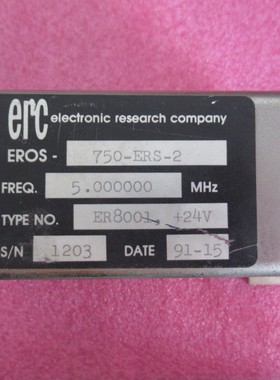 erc electronic research company
EROS - 750-ERS-2
FREQ. 5.000000 MHz
TYPE NO. ER8001, +24V
S/N 1203 DATE 91-15